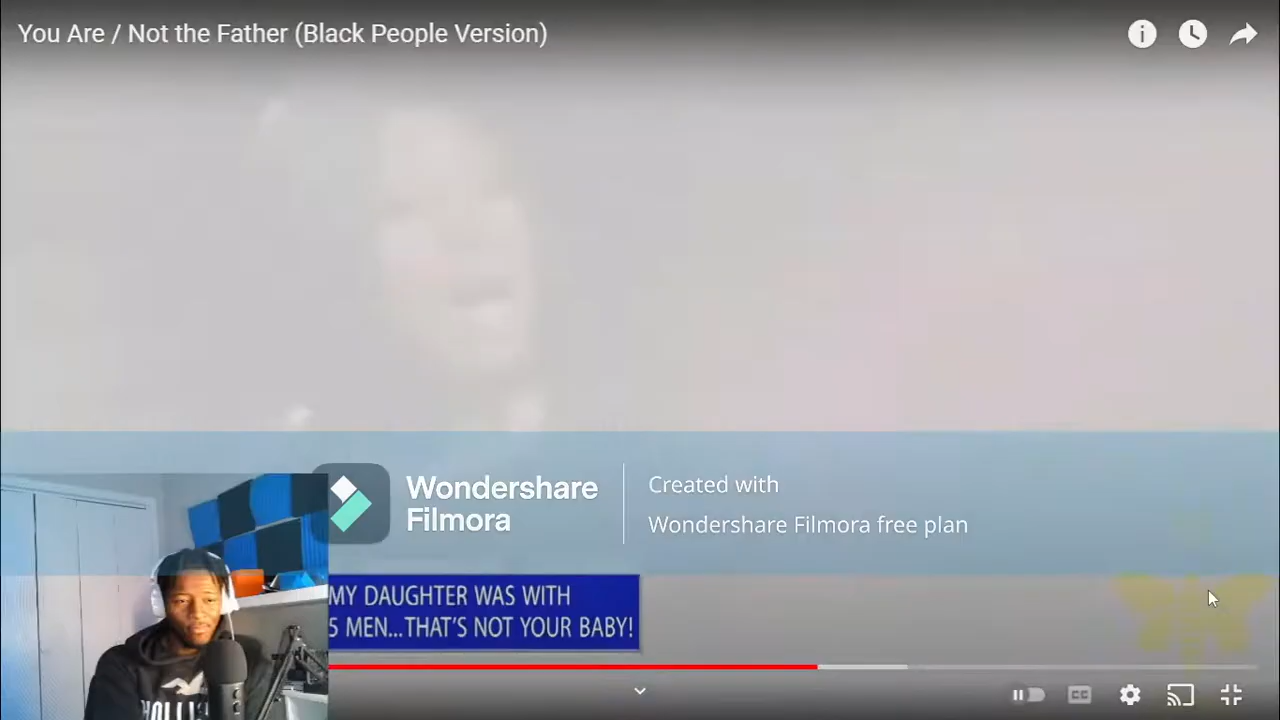 You Are / Not the Father (Black People Version)
Wondershare
Filmora
Created with
Wondershare Filmora free plan
MY DAUGHTER WAS WITH
5 MEN...THAT'S NOT YOUR BABY!
CC